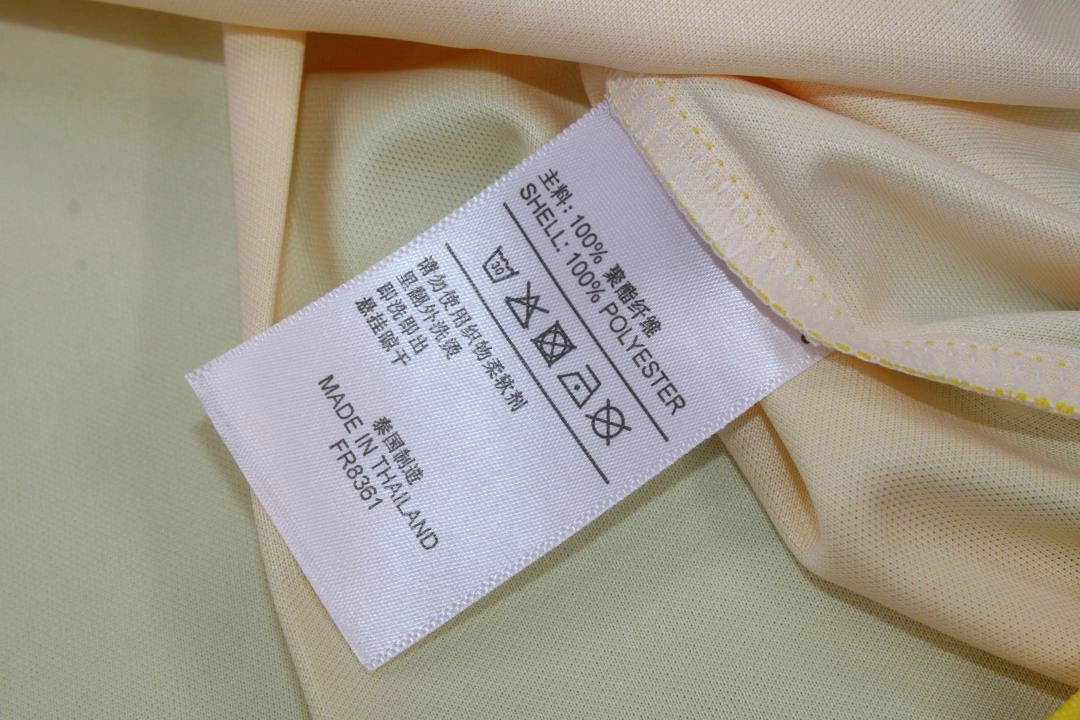 主料: 100% 聚酯纤维
SHELL: 100% POLYESTER
30
请勿使用织物柔软剂
里翻外洗烫
即洗即出
悬挂晾干
泰国制造
MADE IN THAILAND
FR8361